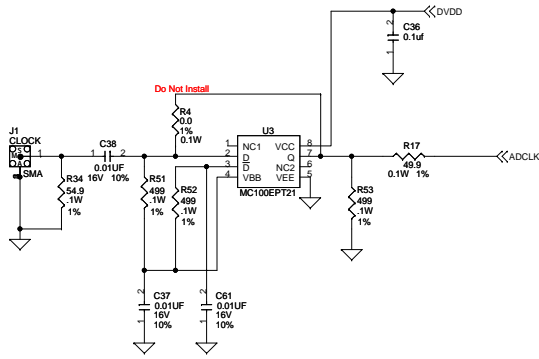 DVDD
2
C36
0.1uf
1
Do Not Install
R4
0.0
1%
0.1W
U3
J1
CLOCK
S
M
A
1
SMA
C38
1 2
0.01UF
16V 10%
R34
54.9
.1W
1%
R51
499
.1W
1%
R52
499
.1W
1%
1
2
3
4
NC1
D
D
VBB
VCC
Q
NC2
VEE
8
7
6
5
MC100EPT21
R17
49.9
0.1W 1%
ADCLK
R53
499
.1W
1%
2
C37
0.01UF
16V
10%
1
2
C61
0.01UF
16V
10%
1